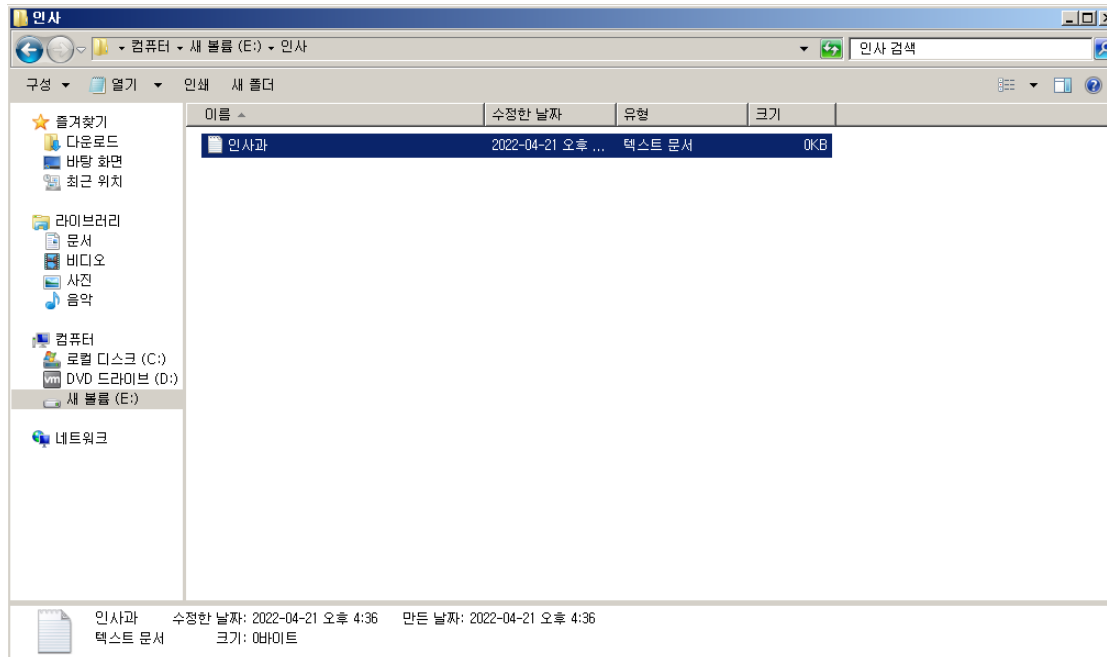 인사
컴퓨터 새 볼륨 (E:) 인사 인사 검색
구성 열기 인쇄 새 폴더
이름 수정한 날짜 유형 크기
인사과 2022-04-21 오후 ... 텍스트 문서 0KB
즐겨찾기
다운로드
바탕 화면
최근 위치
라이브러리
문서
비디오
사진
음악
컴퓨터
로컬 디스크 (C:)
DVD 드라이브 (D:)
새 볼륨 (E:)
네트워크
인사과 수정한 날짜: 2022-04-21 오후 4:36 만든 날짜: 2022-04-21 오후 4:36
텍스트 문서 크기: 0바이트